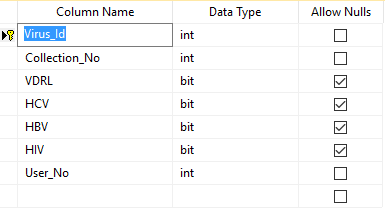 Column Name Data Type Allow Nulls
Virus_Id int
Collection_No int
VDRL bit
HCV bit
HBV bit
HIV bit
User_No int